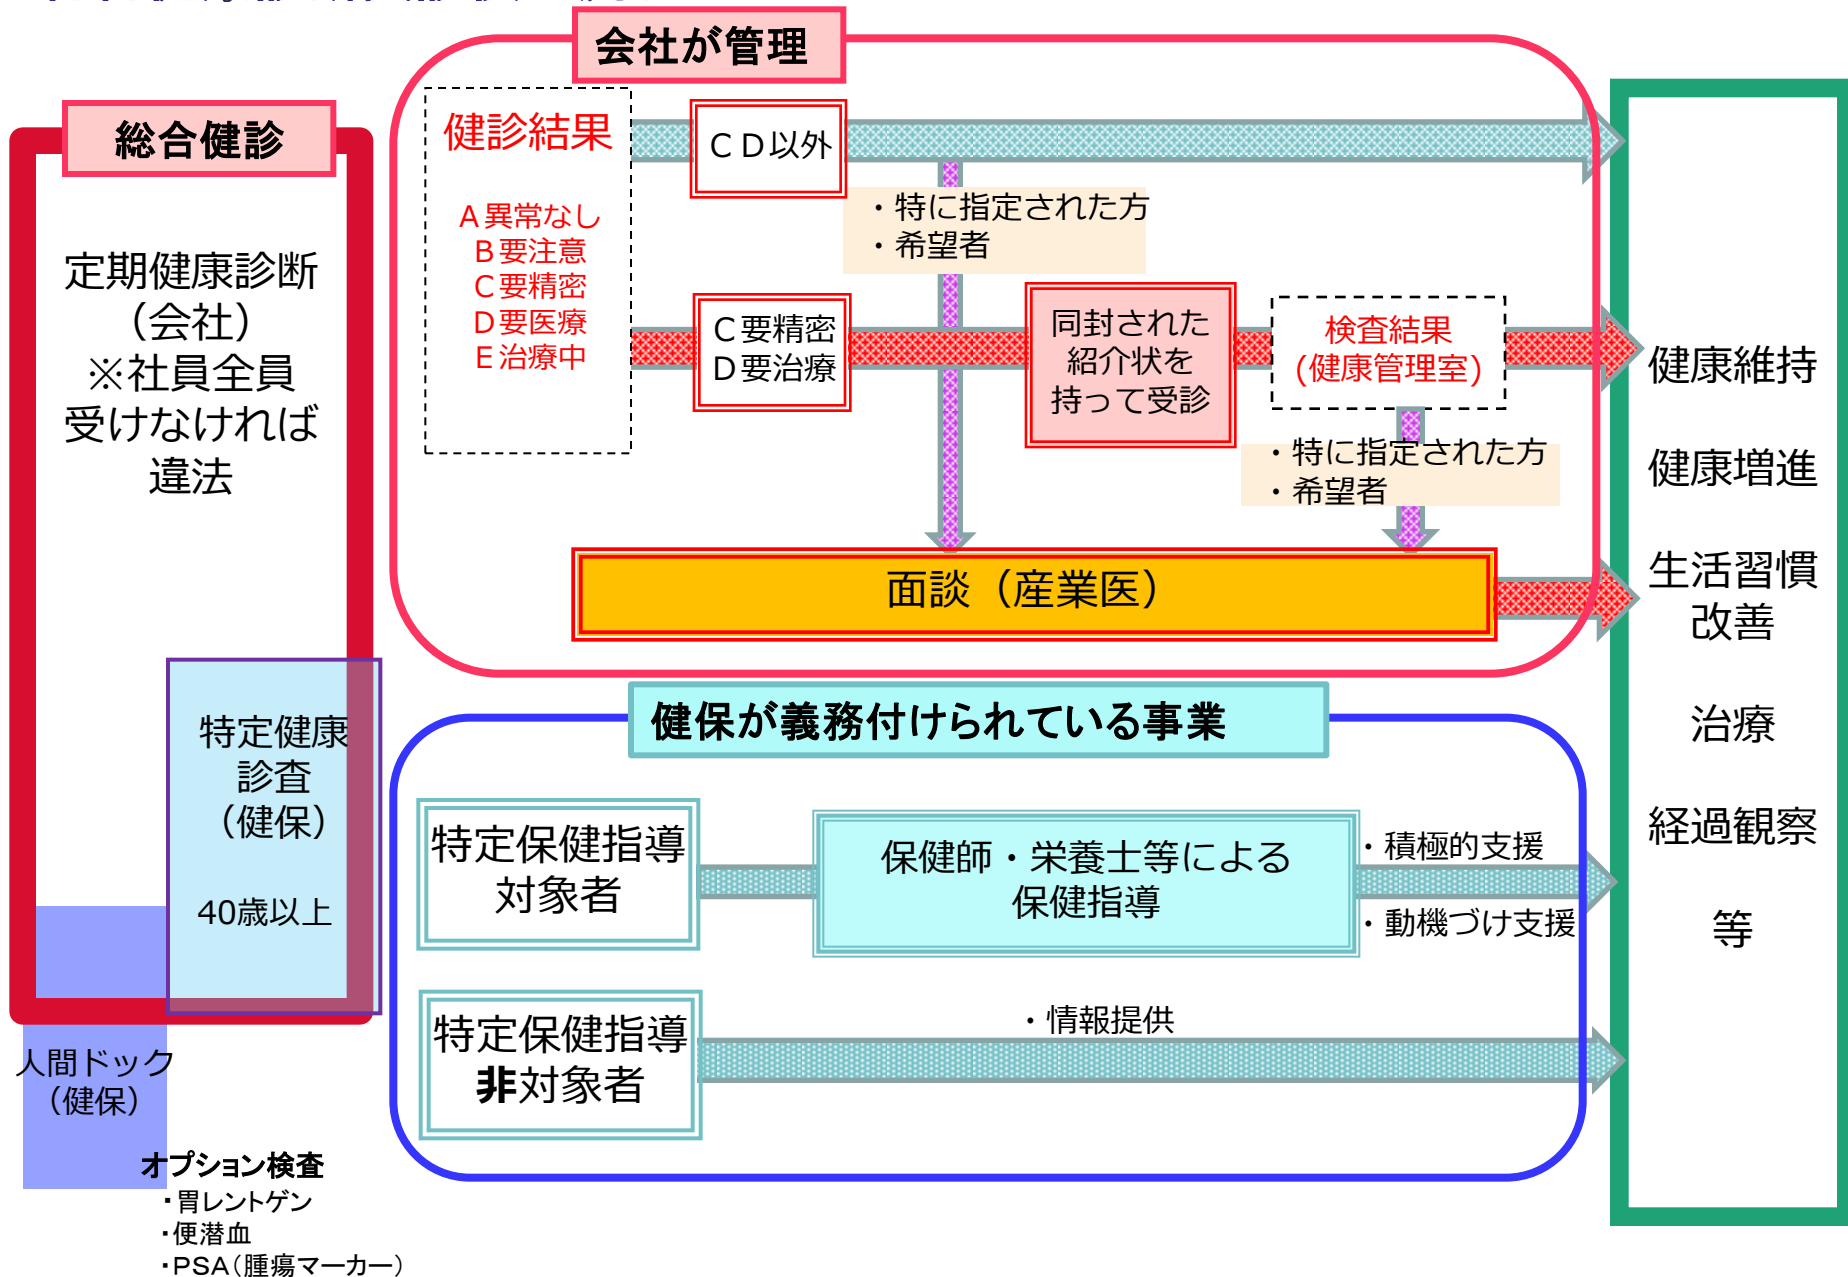 会社が管理
総合健診
定期健康診断
（会社）
※社員全員
受けなければ
違法
特定健康
診査
（健保）
40歳以上
人間ドック
（健保）
オプション検査
・胃レントゲン
・便潜血
・PSA（腫瘍マーカー）
健診結果
A異常なし
B要注意
C要精密
D要医療
E治療中
CD以外
・特に指定された方
・希望者
C要精密
D要治療
同封された
紹介状を
持って受診
検査結果
(健康管理室)
・特に指定された方
・希望者
面談（産業医）
健保が義務付けられている事業
特定保健指導
対象者
保健師・栄養士等による
保健指導
・積極的支援
・動機づけ支援
特定保健指導
非対象者
・情報提供
健康維持
健康増進
生活習慣
改善
治療
経過観察
等